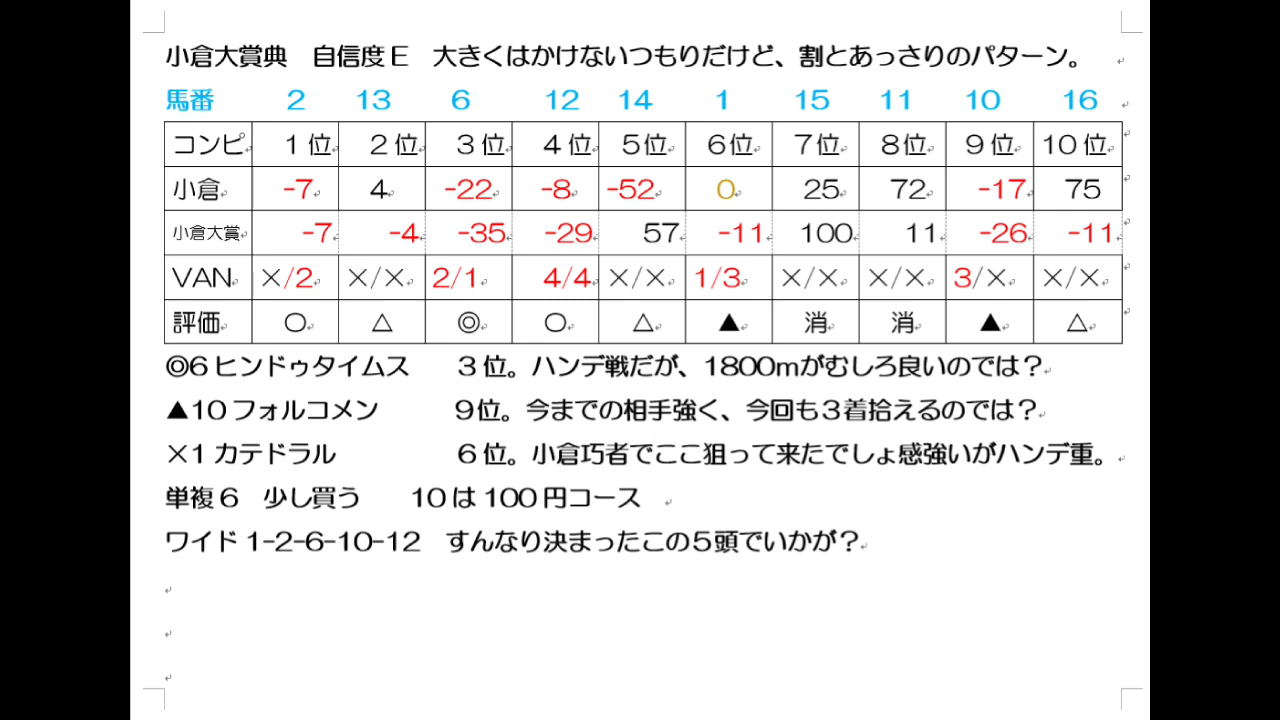 小倉大賞典　自信度E　大きくはかけないつもりだけど、割とあっさりのパターン。
馬番 2 13 6 12 14 1 15 11 10 16
コンピ 1位 2位 3位 4位 5位 6位 7位 8位 9位 10位
小倉 -7 4 -22 -8 -52 0 25 72 -17 75
小倉大賞 -7 -4 -35 -29 57 -11 100 11 -26 -11
VAN ×/2 ×/× 2/1 4/4 ×/× 1/3 ×/× ×/× 3/× ×/×
評価 〇 △ ◎ 〇 △ ▲ 消 消 ▲ △
◎6ヒンドゥタイムス　3位。ハンデ戦だが、1800mがむしろ良いのでは？
▲10フォルコメン　9位。今までの相手強く、今回も3着拾えるのでは？
×1カテドラル　6位。小倉巧者でここ狙って来たでしょ感強いがハンデ重。
単複6　少し買う　10は100円コース
ワイド1-2-6-10-12　すんなり決まったこの5頭でいかが？